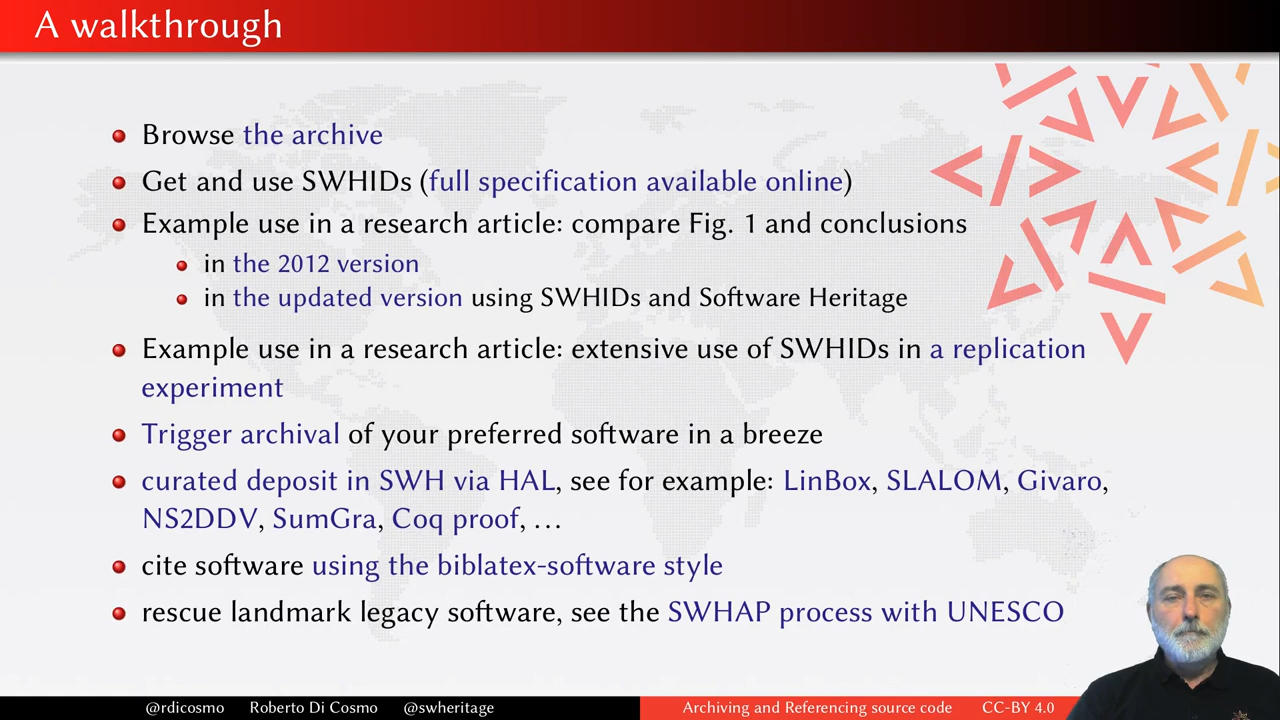 A walkthrough
Browse the archive
Get and use SWHIDs (full specification available online)
Example use in a research article: compare Fig. 1 and conclusions
in the 2012 version
in the updated version using SWHIDs and Software Heritage
Example use in a research article: extensive use of SWHIDs in a replication
experiment
Trigger archival of your preferred software in a breeze
curated deposit in SWH via HAL, see for example: LinBox, SLALOM, Givaro,
NS2DDV, SumGra, Coq proof, …
cite software using the biblatex-software style
rescue landmark legacy software, see the SWHAP process with UNESCO
@rdicosmo Roberto Di Cosmo @swheritage Archiving and Referencing source code CC-BY 4.0